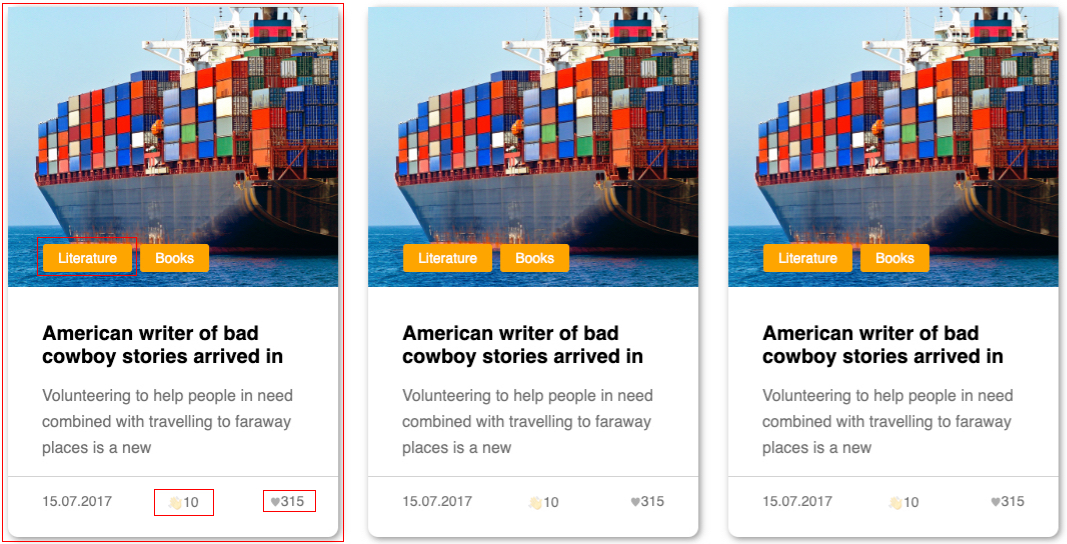 Literature Books
American writer of bad
cowboy stories arrived in
Volunteering to help people in need
combined with travelling to faraway
places is a new
15.07.2017 👏🏻10 ♥315
Literature Books
American writer of bad
cowboy stories arrived in
Volunteering to help people in need
combined with travelling to faraway
places is a new
15.07.2017 👏🏻10 ♥315
Literature Books
American writer of bad
cowboy stories arrived in
Volunteering to help people in need
combined with travelling to faraway
places is a new
15.07.2017 👏🏻10 ♥315